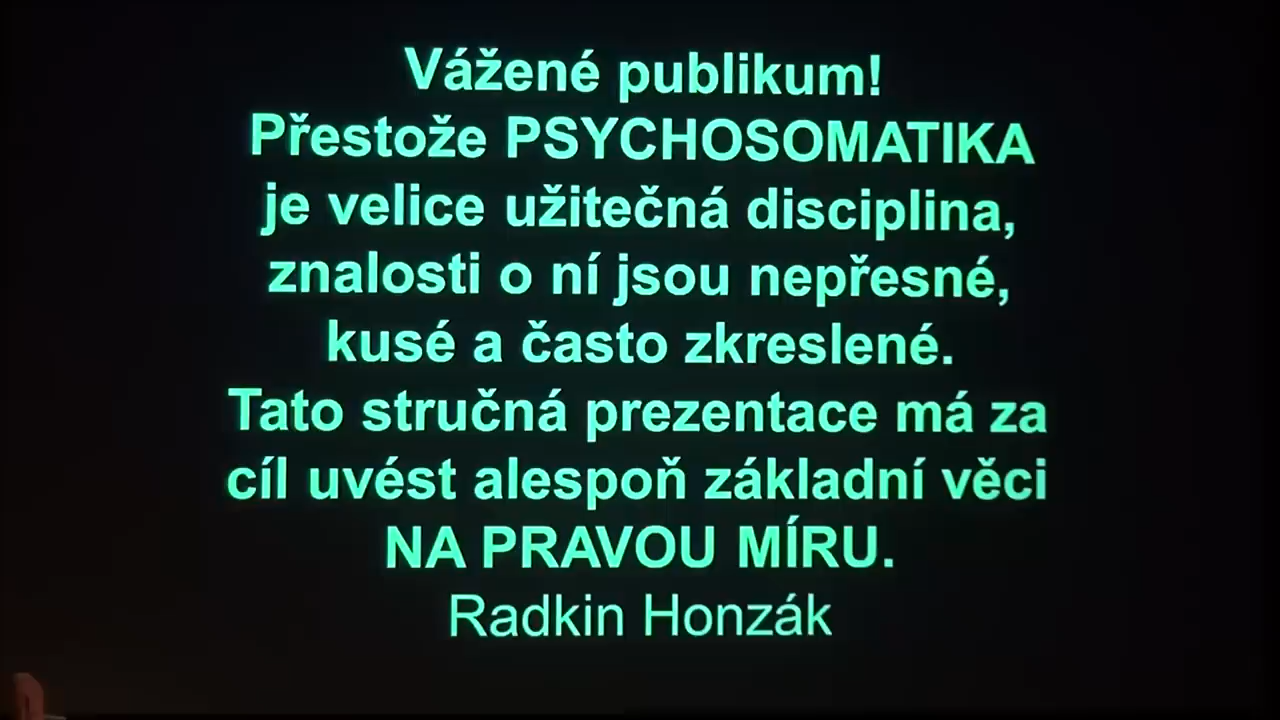 Vážené publikum!
Přestože PSYCHOSOMATIKA
je velice užitečná disciplina,
znalosti o ní jsou nepřesné,
kusé a často zkreslené.
Tato stručná prezentace má za
cíl uvést alespoň základní věci
NA PRAVOU MÍRU.
Radkin Honzák